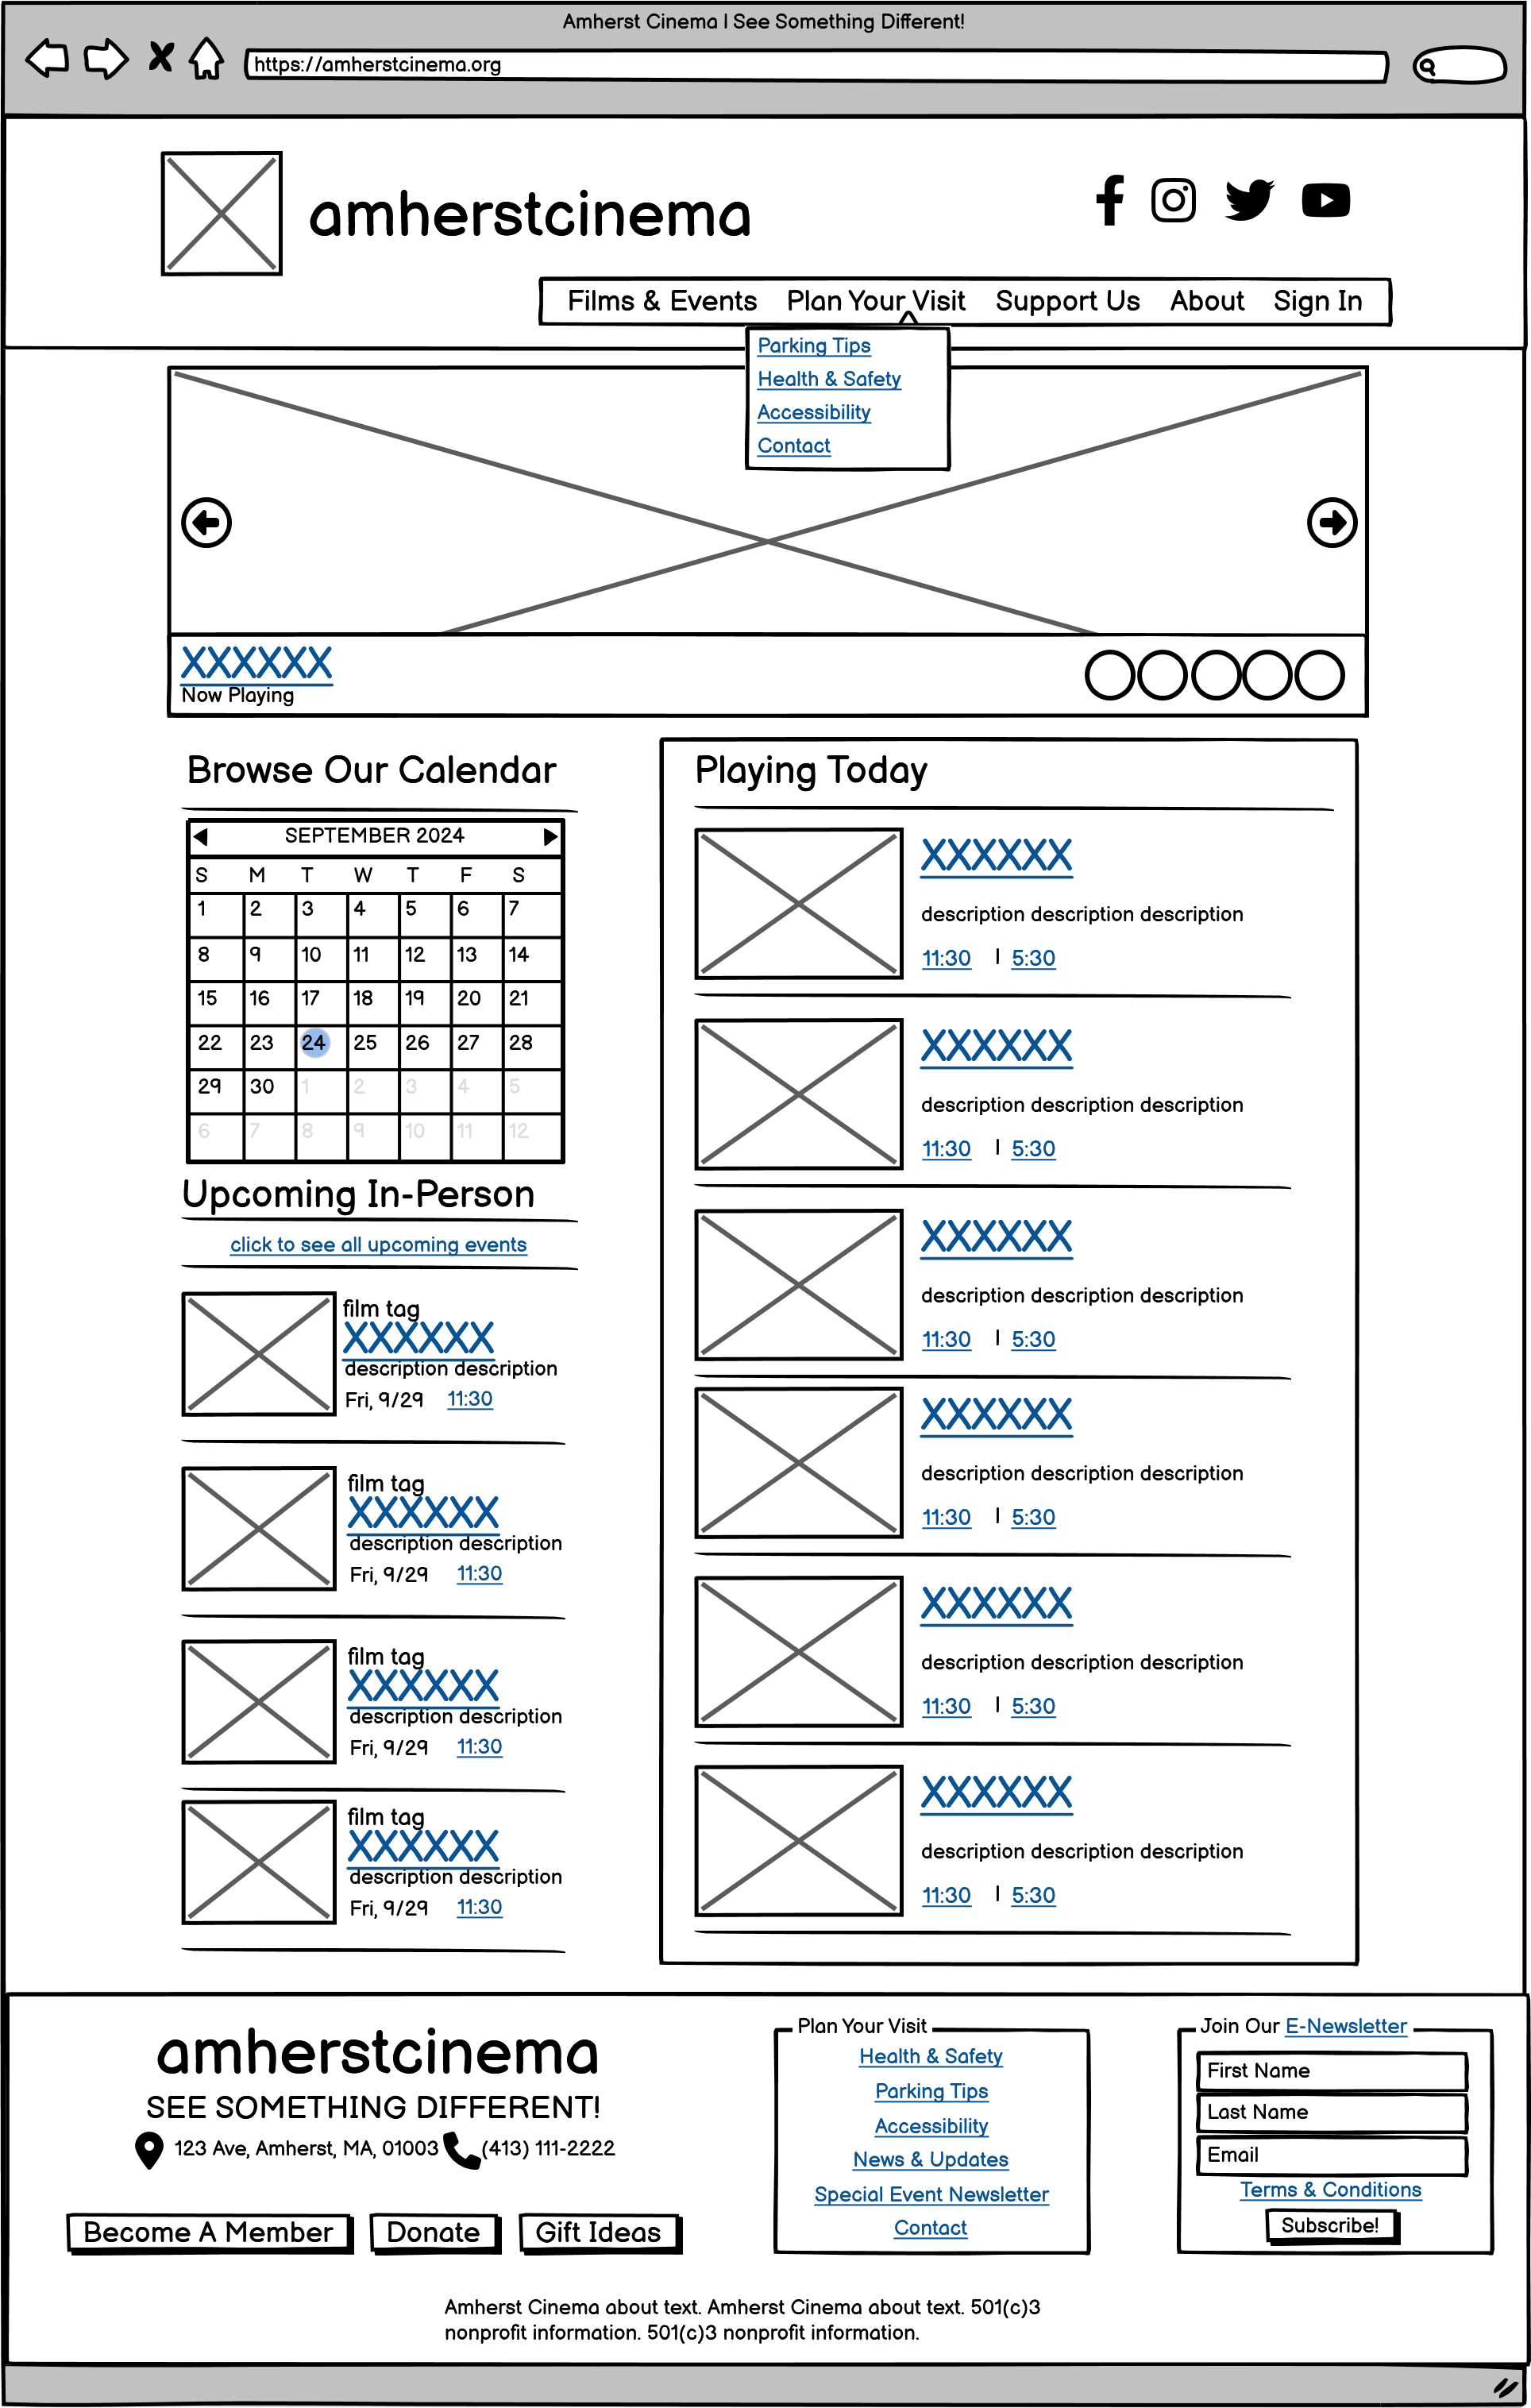 Amherst Cinema | See Something Different!
https://amherstcinema.org
amherstcinema
Films & Events Plan Your Visit Support Us About Sign In
Parking Tips
Health & Safety
Accessibility
Contact
XXXXXX
Now Playing
Browse Our Calendar
SEPTEMBER 2024
S M T W T F S
1 2 3 4 5 6 7
8 9 10 11 12 13 14
15 16 17 18 19 20 21
22 23 24 25 26 27 28
29 30 1 2 3 4 5
6 7 8 9 10 11 12
Upcoming In-Person
click to see all upcoming events
film tag
XXXXXX
description description
Fri, 9/29 11:30
film tag
XXXXXX
description description
Fri, 9/29 11:30
film tag
XXXXXX
description description
Fri, 9/29 11:30
film tag
XXXXXX
description description
Fri, 9/29 11:30
Playing Today
XXXXXX
description description description
11:30 | 5:30
XXXXXX
description description description
11:30 | 5:30
XXXXXX
description description description
11:30 | 5:30
XXXXXX
description description description
11:30 | 5:30
XXXXXX
description description description
11:30 | 5:30
XXXXXX
description description description
11:30 | 5:30
amherstcinema
SEE SOMETHING DIFFERENT!
123 Ave, Amherst, MA, 01003 (413) 111-2222
Become A Member Donate Gift Ideas
Plan Your Visit
Health & Safety
Parking Tips
Accessibility
News & Updates
Special Event Newsletter
Contact
Join Our E-Newsletter
First Name
Last Name
Email
Terms & Conditions
Subscribe!
Amherst Cinema about text. Amherst Cinema about text. 501(c)3
nonprofit information. 501(c)3 nonprofit information.